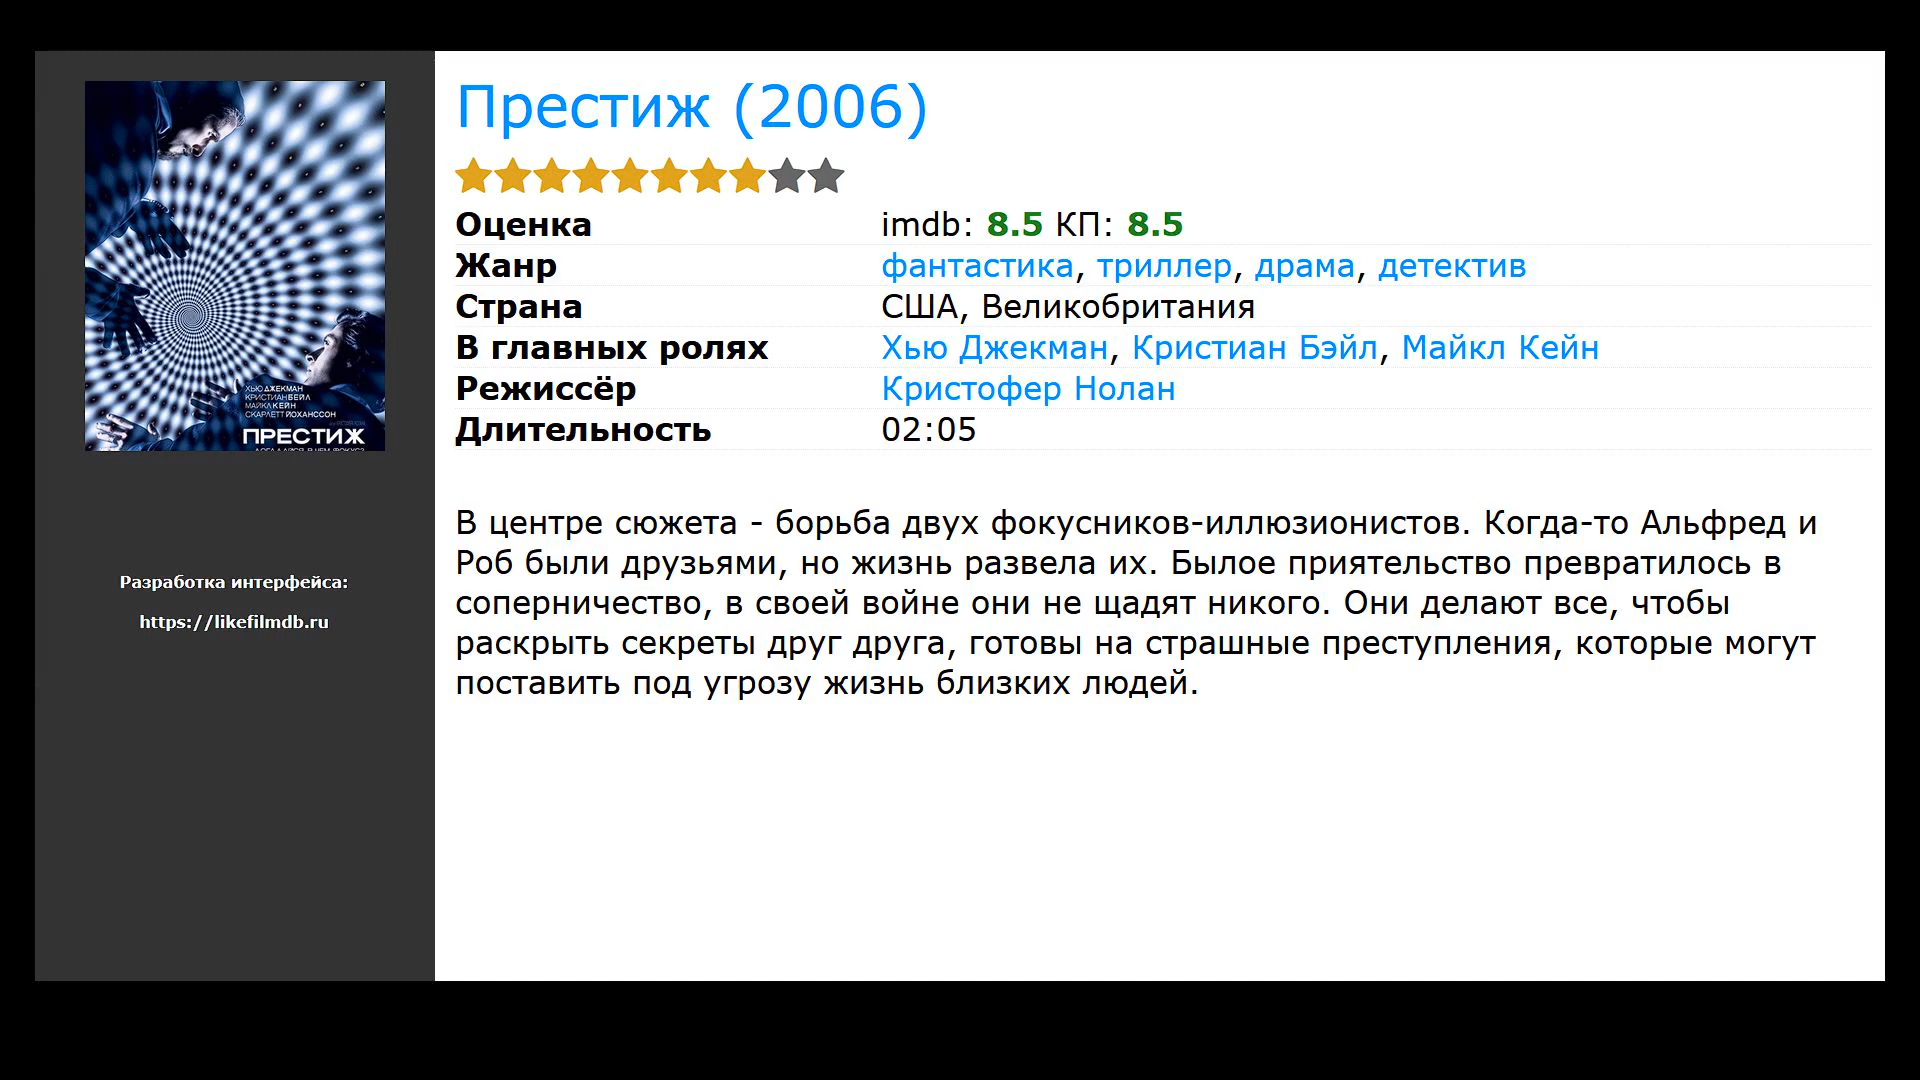 Престиж (2006)
Оценка imdb: 8.5 КП: 8.5
Жанр фантастика, триллер, драма, детектив
Страна США, Великобритания
В главных ролях Хью Джекман, Кристиан Бэйл, Майкл Кейн
Режиссёр Кристофер Нолан
Длительность 02:05
В центре сюжета - борьба двух фокусников-иллюзионистов. Когда-то Альфред и
Роб были друзьями, но жизнь развела их. Былое приятельство превратилось в
соперничество, в своей войне они не щадят никого. Они делают все, чтобы
раскрыть секреты друг друга, готовы на страшные преступления, которые могут
поставить под угрозу жизнь близких людей.
ХЬЮ ДЖЕКМАН
КРИСТИАН БЕЙЛ
МАЙКЛ КЕЙН
СКАРЛЕТТ ЙОХАНССОН
ПРЕСТИЖ
Разработка интерфейса:
https://likefilmdb.ru